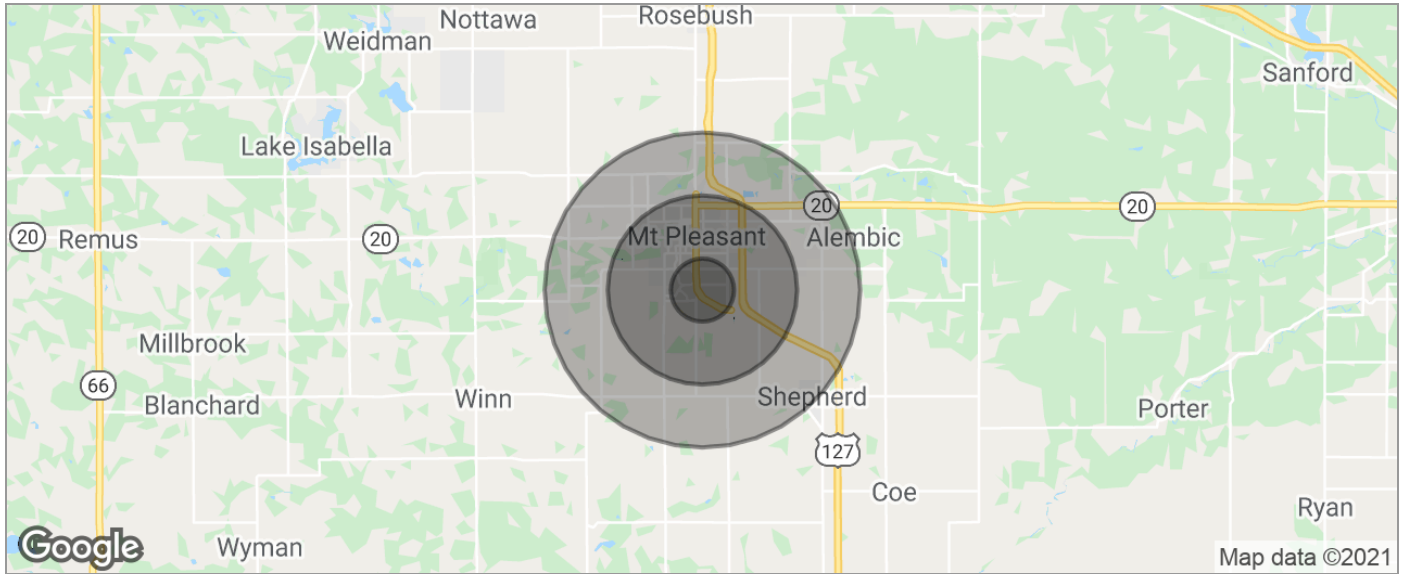 Nottawa
Rosebush
Weidman
Sanford
Lake Isabella
20
20
Remus
20
20
Mt Pleasant
Alembic
Millbrook
66
Blanchard
Winn
Shepherd
Porter
127
Coe
Ryan
Wyman
Google
Map data ©2021